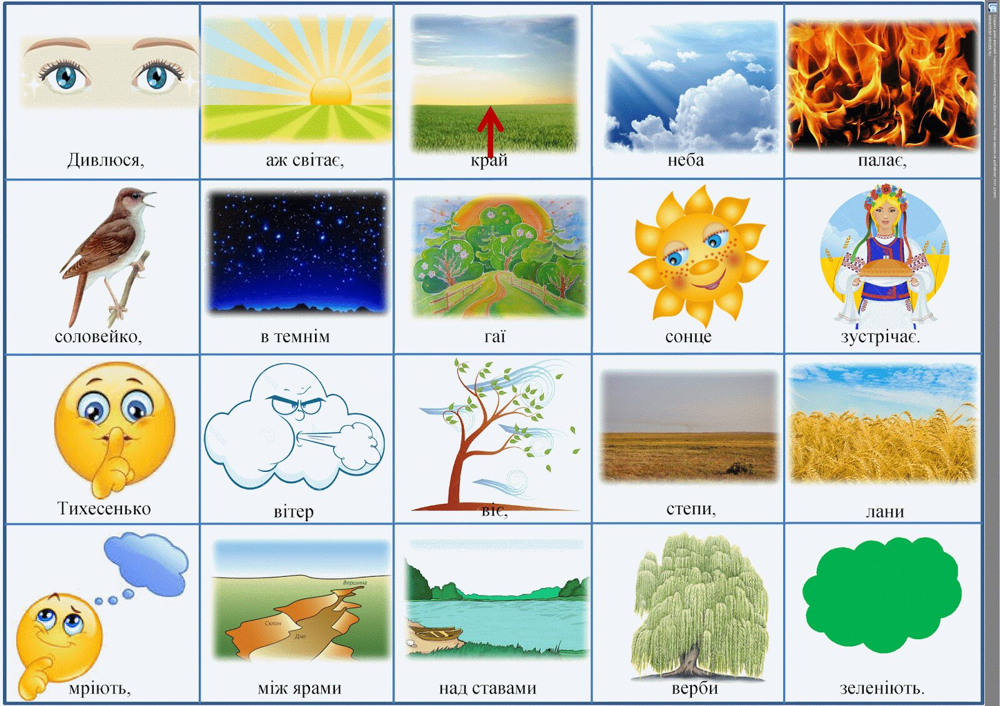 Дивлюся,
аж світає,
край
неба
палає,
соловейко,
в темнім
гаї
сонце
зустрічає.
Тихесенько
вітер
віє,
степи,
лани
мріють,
Вершина
Склон
Дно
між ярами
над ставами
верби
зеленіють.